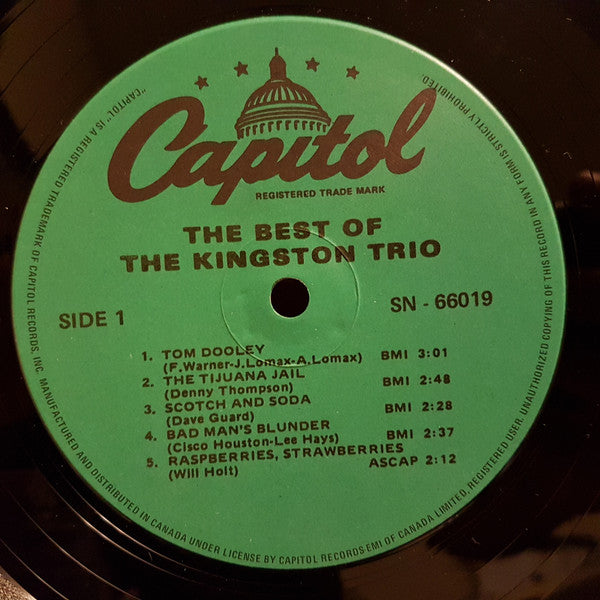 Capitol
REGISTERED TRADE MARK
THE BEST OF
THE KINGSTON TRIO
SIDE 1
SN - 66019
1. TOM DOOLEY
(F. Warner-J. Lomax-A. Lomax) BMI 3:01
2. THE TIJUANA JAIL
(Denny Thompson) BMI 2:48
3. SCOTCH AND SODA
(Dave Guard) BMI 2:28
4. BAD MAN'S BLUNDER
(Cisco Houston-Lee Hays) BMI 2:37
5. RASPBERRIES, STRAWBERRIES
(Will Holt) ASCAP 2:12
"CAPITOL" IS A REGISTERED TRADEMARK OF CAPITOL RECORDS, INC. MANUFACTURED AND DISTRIBUTED IN CANADA UNDER LICENSE BY CAPITOL RECORDS-EMI OF CANADA LIMITED, REGISTERED USER. UNAUTHORIZED COPYING OF THIS RECORD IN ANY FORM IS STRICTLY PROHIBITED.